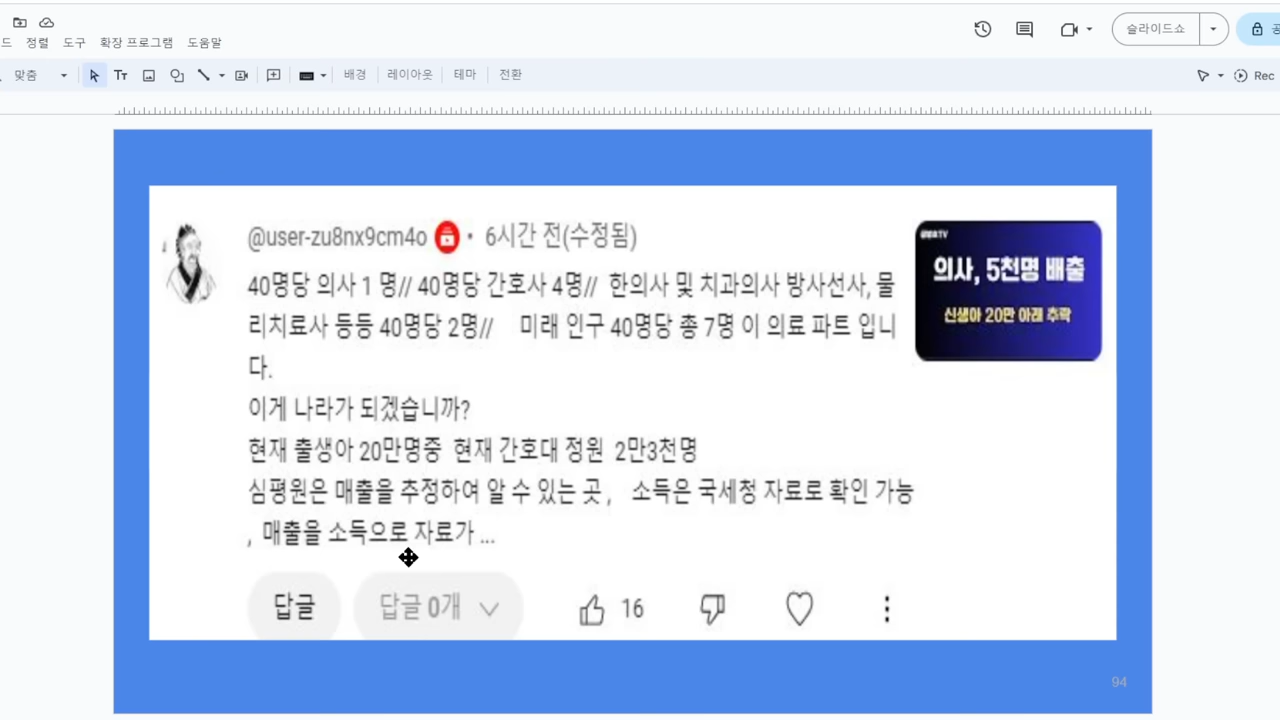 드 정렬 도구 확장 프로그램 도움말
슬라이드쇼
맞춤
배경 레이아웃 테마 전환
Rec
@user-zu8nx9cm4o · 6시간 전(수정됨)
40명당 의사 1 명// 40명당 간호사 4명// 한의사 및 치과의사 방사선사, 물
리치료사 등등 40명당 2명// 미래 인구 40명당 총 7명 이 의료 파트 입니
다.
이게 나라가 되겠습니까?
현재 출생아 20만명중 현재 간호대 정원 2만3천명
심평원은 매출을 추정하여 알 수 있는 곳 , 소득은 국세청 자료로 확인 가능
, 매출을 소득으로 자료가 ...
답글 답글 0개 16
의사, 5천명 배출
신생아 20만 아래 추락
94